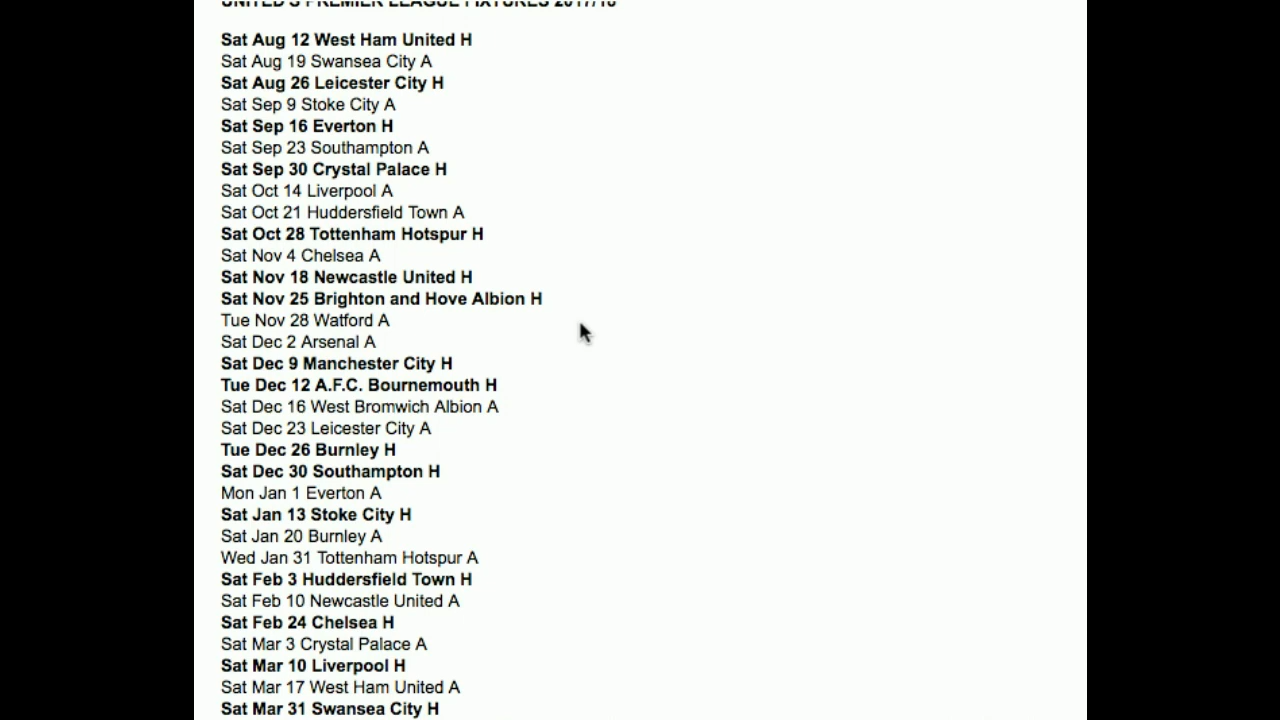 UNITED'S PREMIER LEAGUE FIXTURES 2017/18
Sat Aug 12 West Ham United H
Sat Aug 19 Swansea City A
Sat Aug 26 Leicester City H
Sat Sep 9 Stoke City A
Sat Sep 16 Everton H
Sat Sep 23 Southampton A
Sat Sep 30 Crystal Palace H
Sat Oct 14 Liverpool A
Sat Oct 21 Huddersfield Town A
Sat Oct 28 Tottenham Hotspur H
Sat Nov 4 Chelsea A
Sat Nov 18 Newcastle United H
Sat Nov 25 Brighton and Hove Albion H
Tue Nov 28 Watford A
Sat Dec 2 Arsenal A
Sat Dec 9 Manchester City H
Tue Dec 12 A.F.C. Bournemouth H
Sat Dec 16 West Bromwich Albion A
Sat Dec 23 Leicester City A
Tue Dec 26 Burnley H
Sat Dec 30 Southampton H
Mon Jan 1 Everton A
Sat Jan 13 Stoke City H
Sat Jan 20 Burnley A
Wed Jan 31 Tottenham Hotspur A
Sat Feb 3 Huddersfield Town H
Sat Feb 10 Newcastle United A
Sat Feb 24 Chelsea H
Sat Mar 3 Crystal Palace A
Sat Mar 10 Liverpool H
Sat Mar 17 West Ham United A
Sat Mar 31 Swansea City H